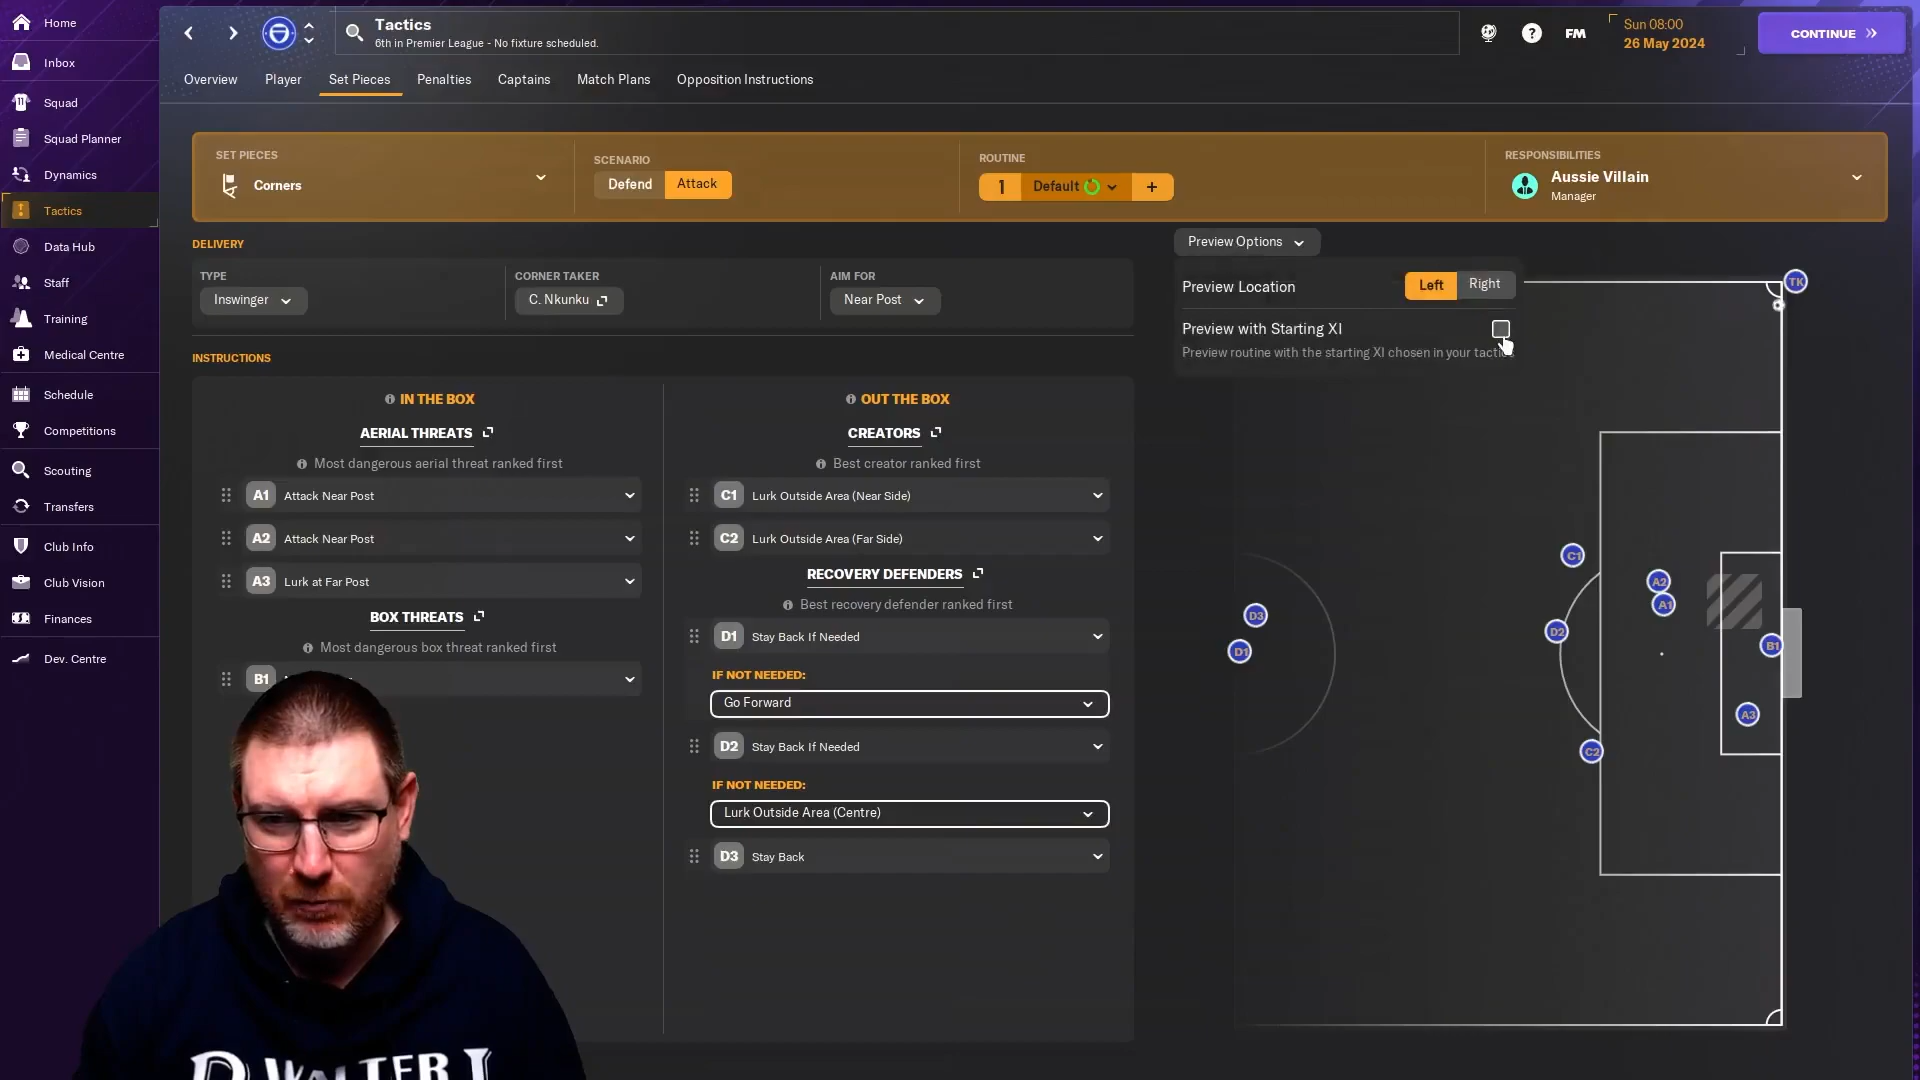 Home
Inbox
Squad
Squad Planner
Dynamics
Tactics
Data Hub
Staff
Training
Medical Centre
Schedule
Competitions
Scouting
Transfers
Club Info
Club Vision
Finances
Dev. Centre
Tactics
6th in Premier League - No fixture scheduled.
FM
Sun 08:00
26 May 2024
CONTINUE
Overview
Player
Set Pieces
Penalties
Captains
Match Plans
Opposition Instructions
SET PIECES
Corners
SCENARIO
Defend
Attack
ROUTINE
1
Default
+
RESPONSIBILITIES
Aussie Villain
Manager
DELIVERY
TYPE
Inswinger
CORNER TAKER
C. Nkunku
AIM FOR
Near Post
INSTRUCTIONS
IN THE BOX
AERIAL THREATS
Most dangerous aerial threat ranked first
A1 Attack Near Post
A2 Attack Near Post
A3 Lurk at Far Post
BOX THREATS
Most dangerous box threat ranked first
B1
OUT THE BOX
CREATORS
Best creator ranked first
C1 Lurk Outside Area (Near Side)
C2 Lurk Outside Area (Far Side)
RECOVERY DEFENDERS
Best recovery defender ranked first
D1 Stay Back If Needed
IF NOT NEEDED:
Go Forward
D2 Stay Back If Needed
IF NOT NEEDED:
Lurk Outside Area (Centre)
D3 Stay Back
Preview Options
Preview Location
Left
Right
Preview with Starting XI
Preview routine with the starting XI chosen in your tactic
TK
C1
A2
A1
D3
D2
D1
B1
A3
C2
D WALTER